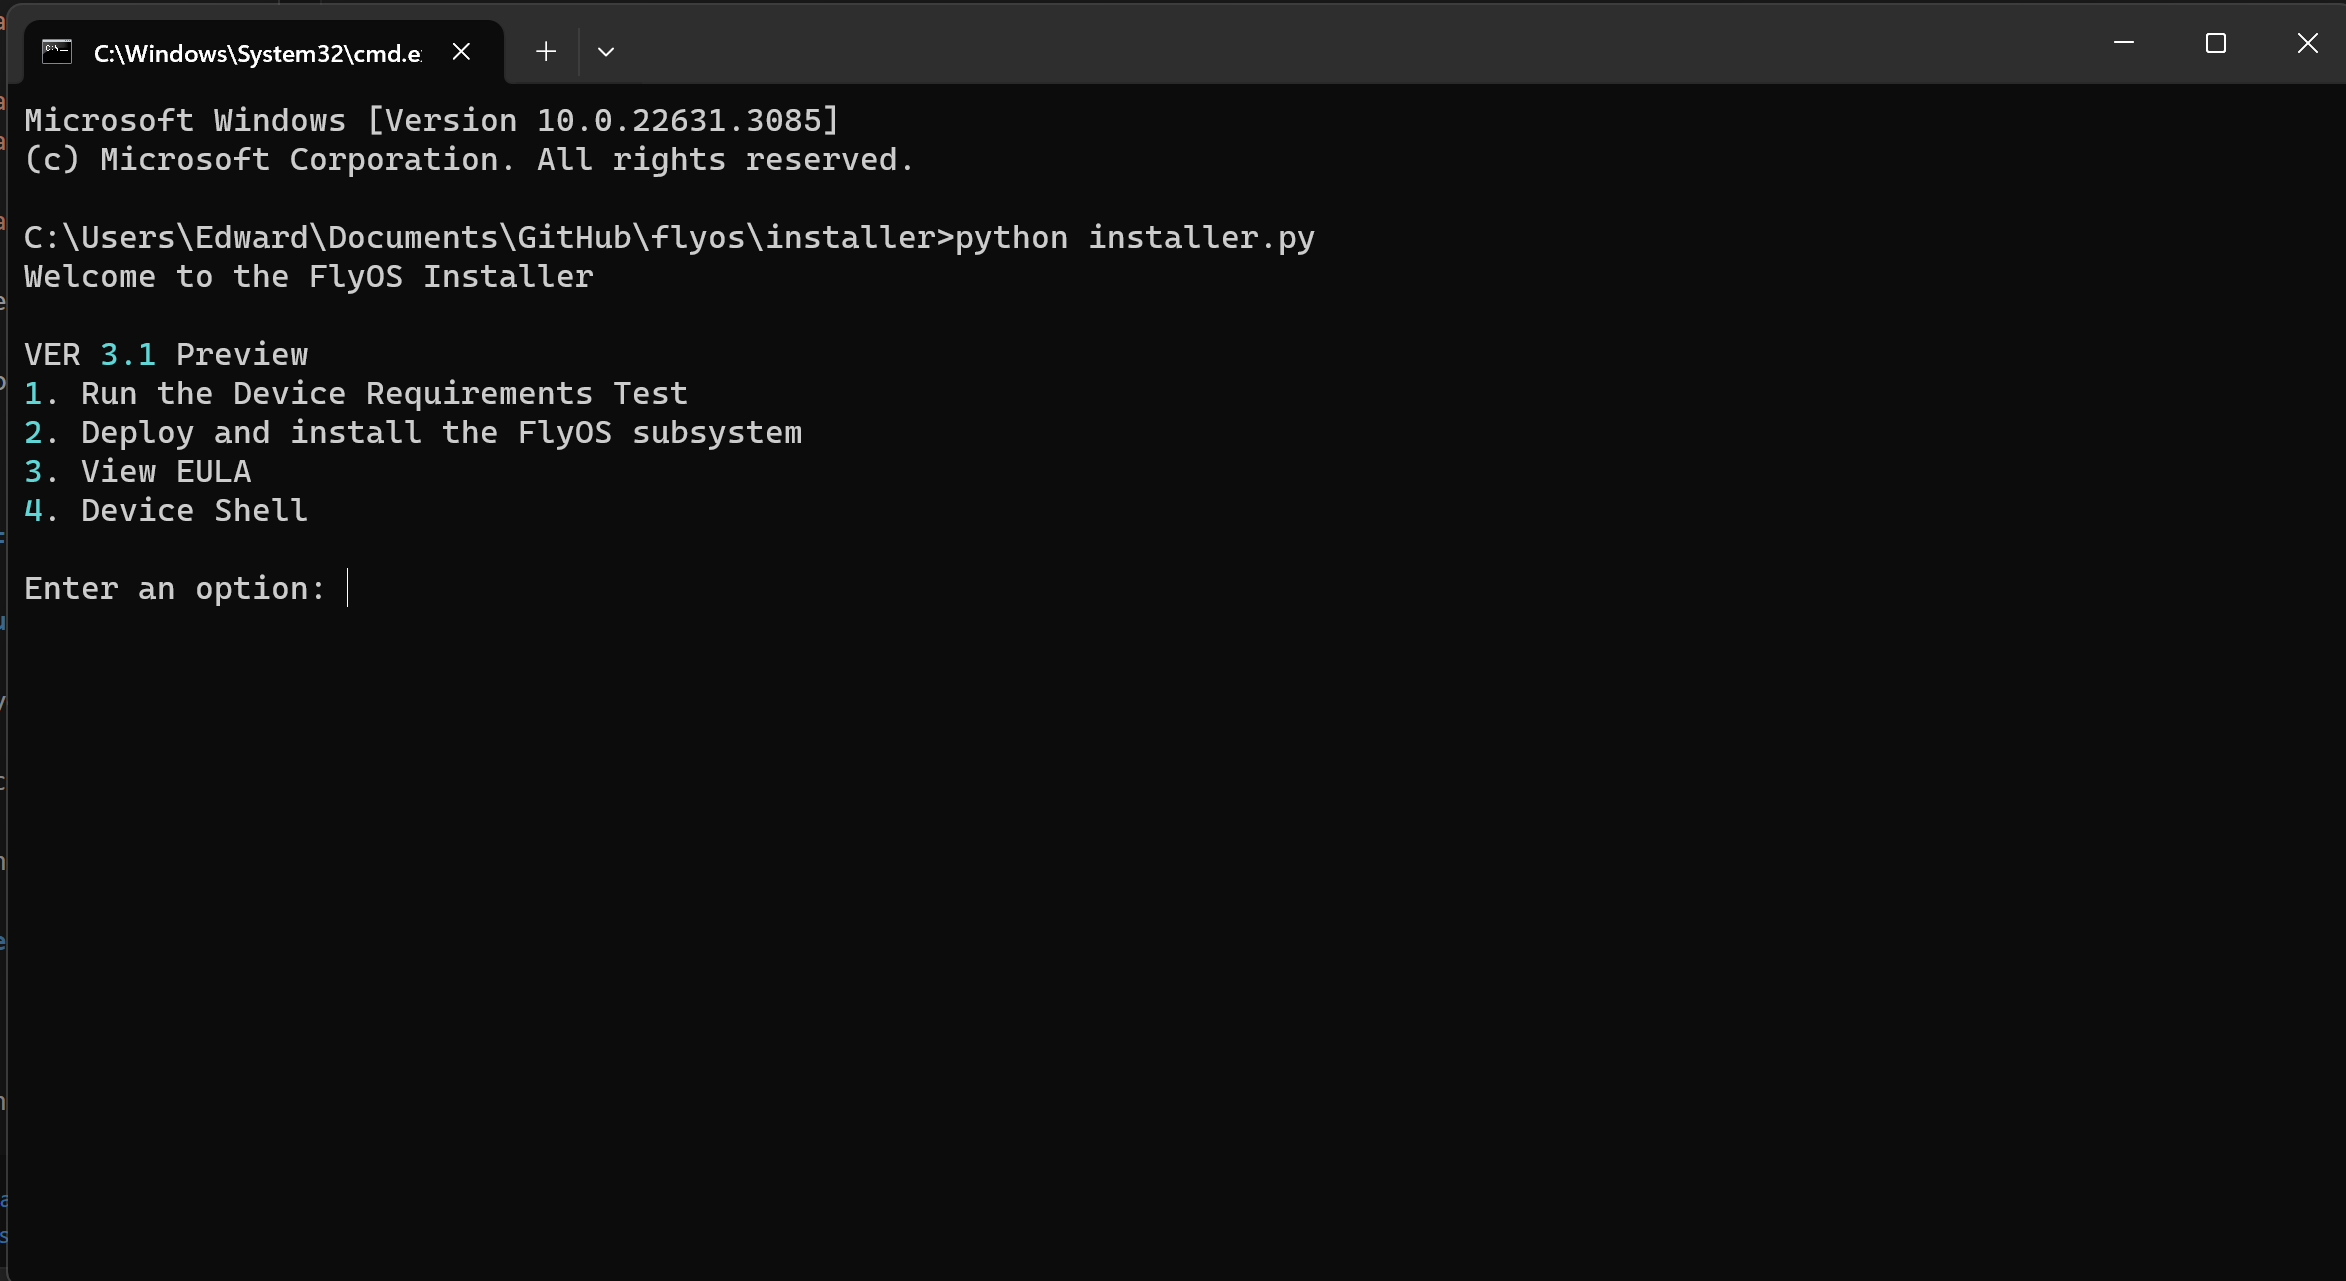 C:\Windows\System32\cmd.e
Microsoft Windows [Version 10.0.22631.3085]
(c) Microsoft Corporation. All rights reserved.
C:\Users\Edward\Documents\GitHub\flyos\installer>python installer.py
Welcome to the FlyOS Installer
VER 3.1 Preview
1. Run the Device Requirements Test
2. Deploy and install the FlyOS subsystem
3. View EULA
4. Device Shell
Enter an option: